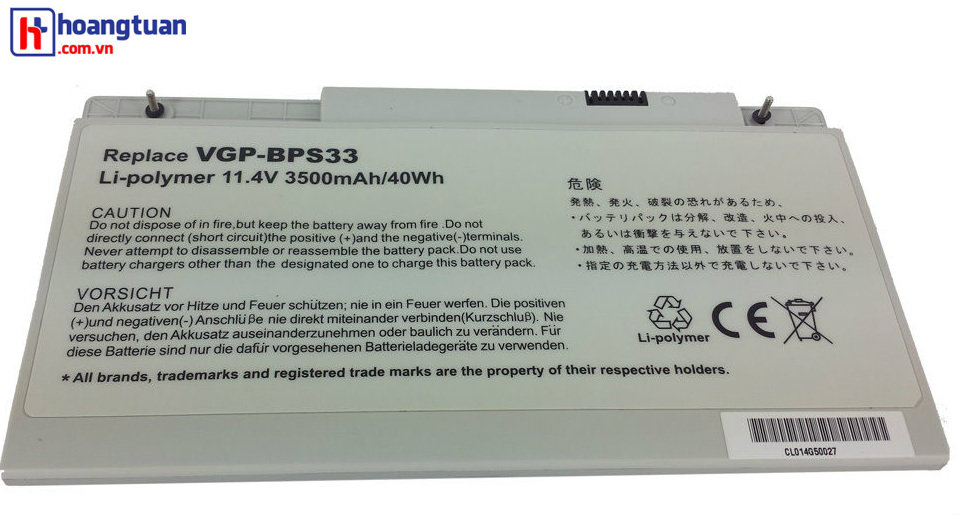 hoangtuan
.com.vn
Replace VGP-BPS33
Li-polymer 11.4V 3500mAh/40Wh
CAUTION
Do not dispose of in fire,but keep the battery away from fire .Do not
directly connect (short circuit)the positive (+)and the negative(-)terminals.
Never attempt to disassemble or reassemble the battery pack. Do not use
battery chargers other than the designated one to charge this battery pack.
VORSICHT
Den Akkusatz vor Hitze und Feuer schützen; nie in ein Feuer werfen. Die positiven
(+)und negativen(-) Anschlüße nie direkt miteinander verbinden(Kurzschluβ). Nie
versuchen, den Akkusatz auseinanderzunehmen oder baulich zu verändern. Für
diese Batterie sind nur die dafür vorgesehenen Batterieladegeräte zu verwenden.
*All brands, trademarks and registered trade marks are the property of their respective holders.
危険
発熱、発火、破裂の恐れがあるため、
・バッテリパックは分解、改造、火中への投入、
あるいは衝撃を与えないで下さい。
・加熱、高温での使用、放置をしないで下さい。
・指定の充電方法以外で充電しないで下さい。
Li-polymer
CE
CL014G50027